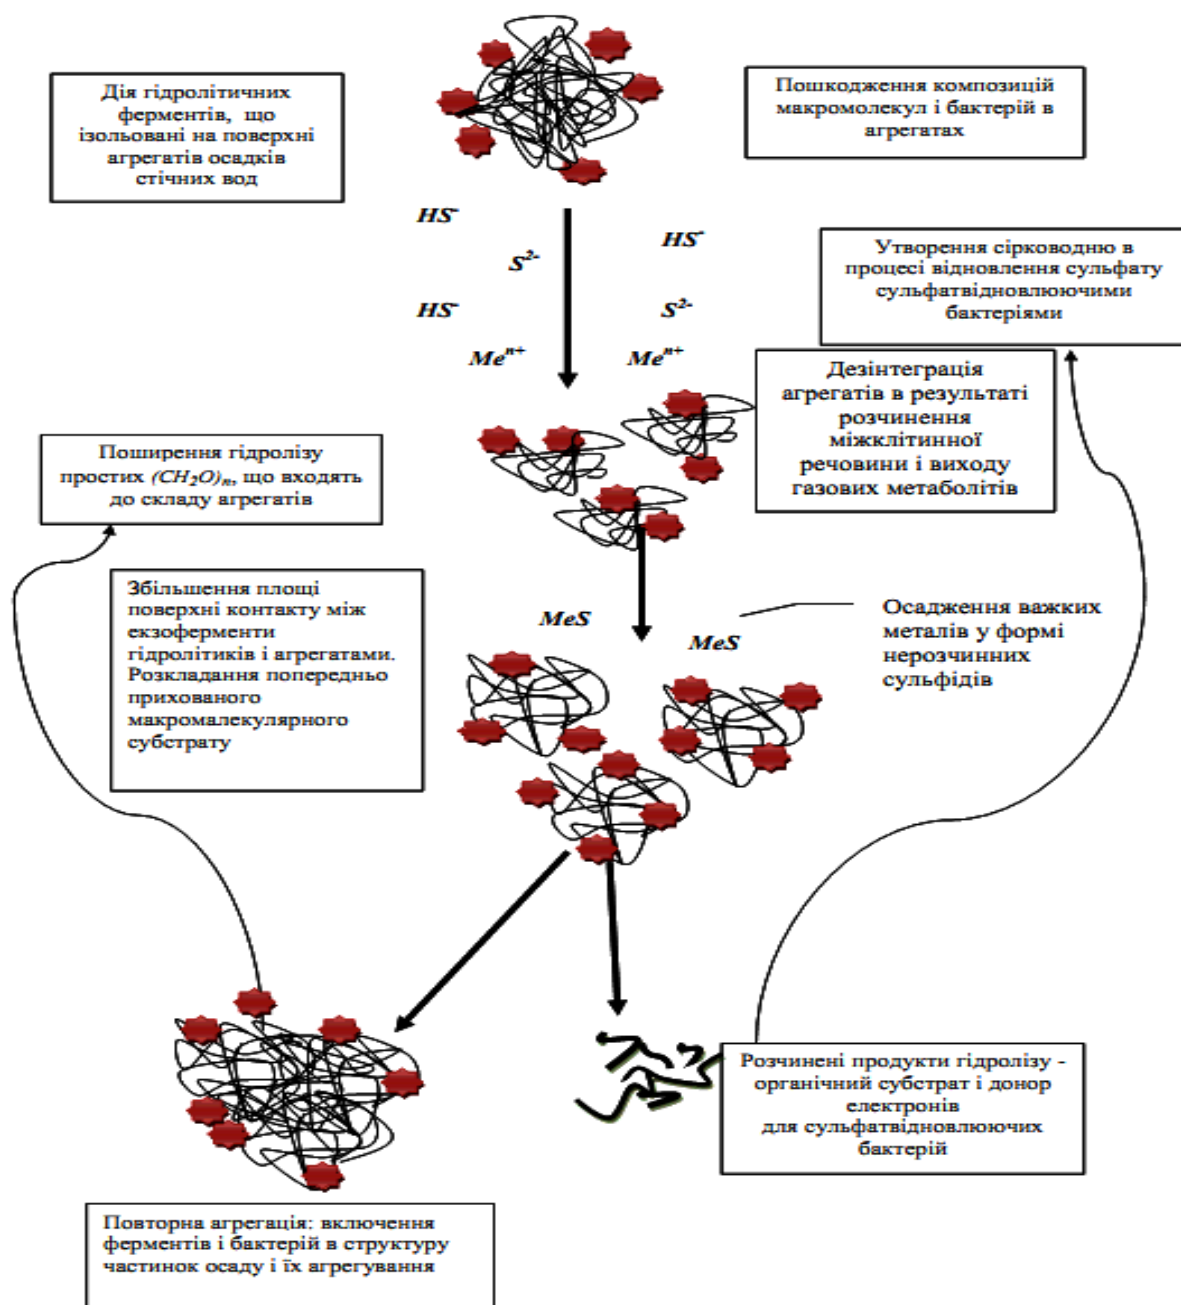 Дія гідролітичних
ферментів, що
ізольовані на поверхні
агрегатів осадків
стічних вод
Пошкодження композицій
макромолекул і бактерій в
агрегатах
HS⁻
HS⁻
S²⁻
HS⁻
S²⁻
Meⁿ⁺
Meⁿ⁺
Утворення сірководню в
процесі відновлення сульфату
сульфатвідновлюючими
бактеріями
Дезінтеграція
агрегатів в результаті
розчинення
міжклітинної
речовини і виходу
газових метаболітів
Поширення гідролізу
простих (CH₂O)ₙ, що входять
до складу агрегатів
Збільшення площі
поверхні контакту між
екзоферменти
гідролітиків і агрегатами.
Розкладання попередньо
прихованого
макромалекулярного
субстрату
MeS
MeS
Осадження важких
металів у формі
нерозчинних
сульфідів
Розчинені продукти гідролізу -
органічний субстрат і донор
електронів
для сульфатвідновлюючих
бактерій
Повторна агрегація: включення
ферментів і бактерій в структуру
частинок осаду і їх агрегування